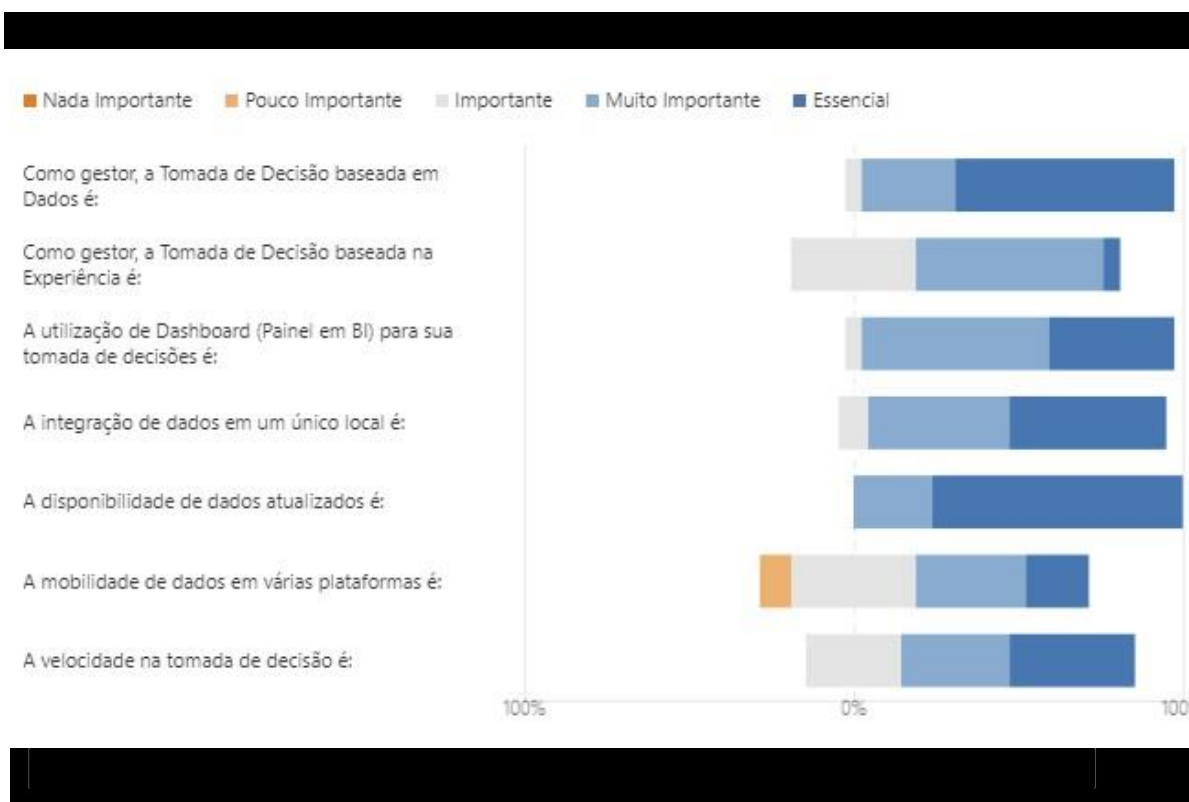 Nada Importante Pouco Importante Importante Muito Importante Essencial
Como gestor, a Tomada de Decisão baseada em
Dados é:
Como gestor, a Tomada de Decisão baseada na
Experiência é:
A utilização de Dashboard (Painel em BI) para sua
tomada de decisões é:
A integração de dados em um único local é:
A disponibilidade de dados atualizados é:
A mobilidade de dados em várias plataformas é:
A velocidade na tomada de decisão é:
100% 0% 100